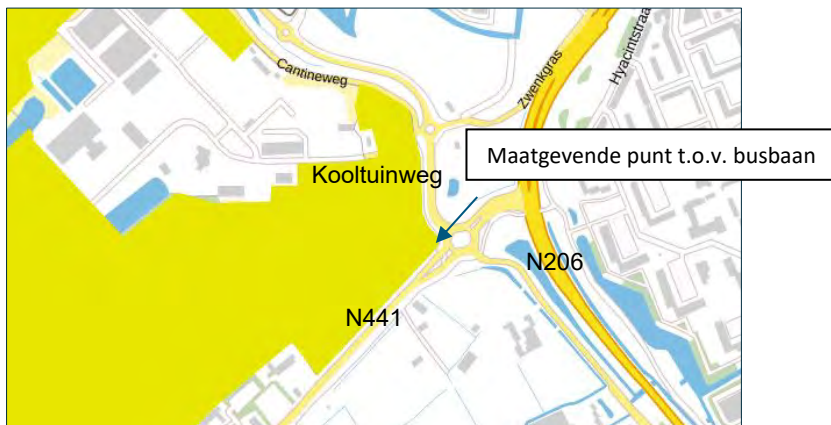 Cantineweg
Zwenkgras
Hyacintstraa
Maatgevende punt t.o.v. busbaan
Kooltuinweg
N206
N441